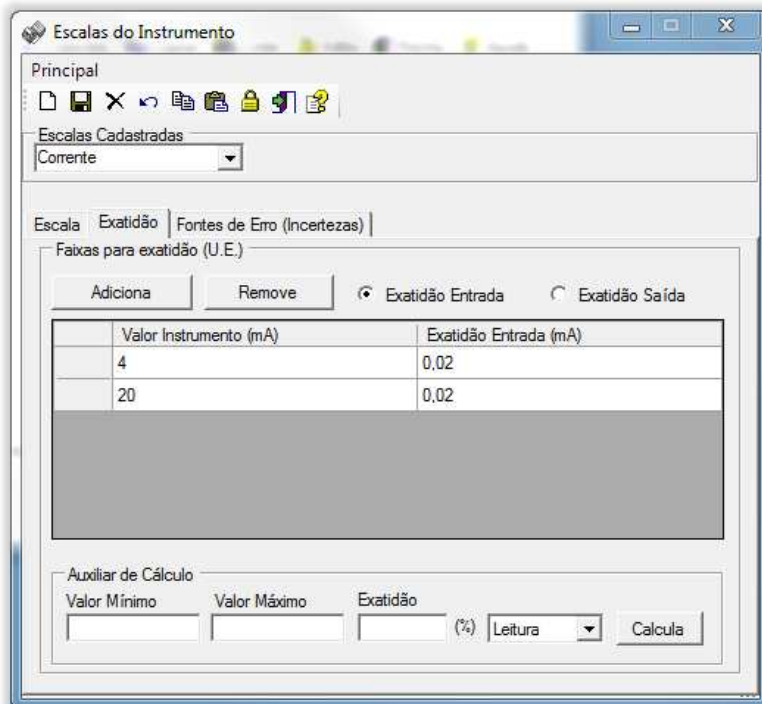 Escalas do Instrumento
Principal
Escalas Cadastradas
Corrente
Escala Exatidão Fontes de Erro (Incertezas)
Faixas para exatidão (U.E.)
Adiciona Remove Exatidão Entrada Exatidão Saída
Valor Instrumento (mA) Exatidão Entrada (mA)
4 0,02
20 0,02
Auxiliar de Cálculo
Valor Mínimo Valor Máximo Exatidão
(%) Leitura Calcula